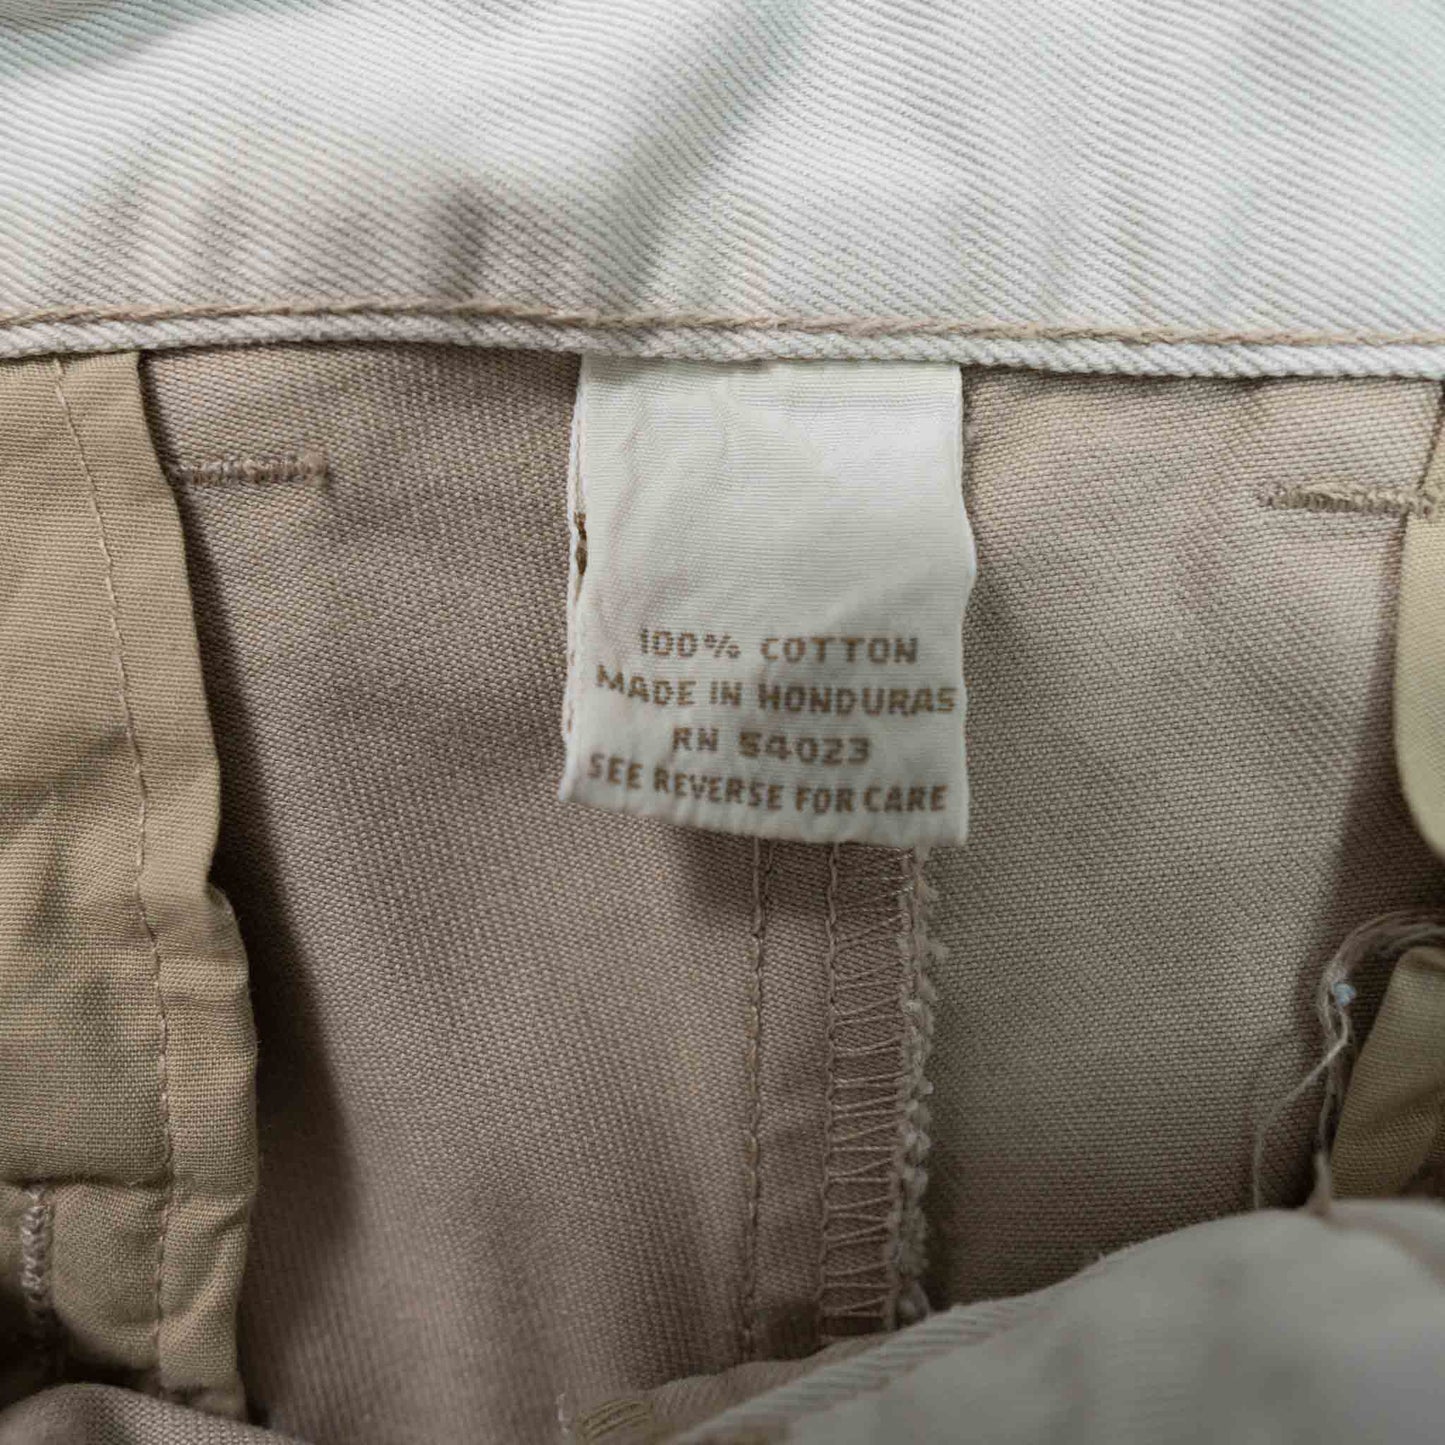 100% COTTON
MADE IN HONDURAS
RN 54023
SEE REVERSE FOR CARE